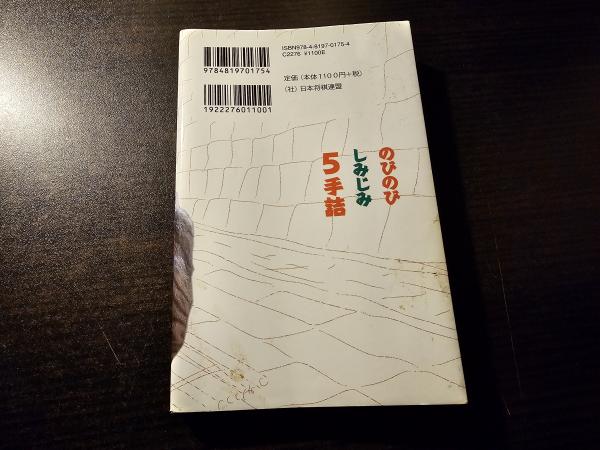 ISBN978-4-8197-0175-4
C2276 ¥1100E
9784819701754
定価（本体1100円+税）
（社）日本将棋連盟
1922276011001
のびのび
しみじみ
5手詰